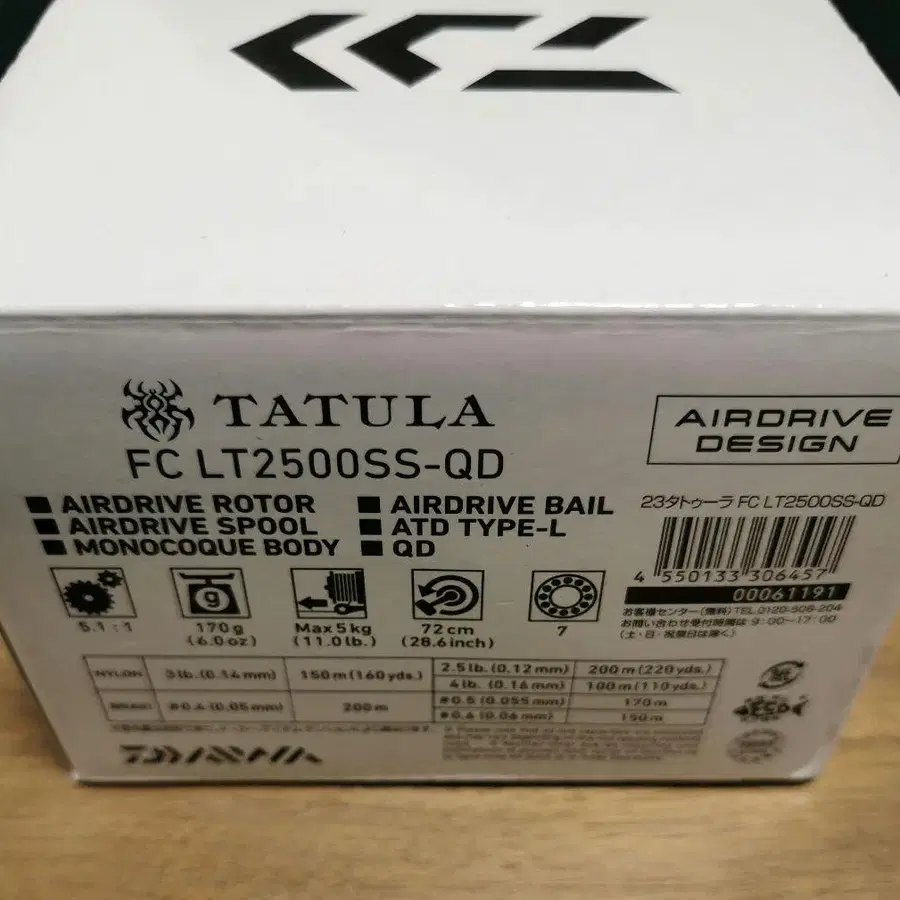 TATULA
FC LT2500SS-QD
AIRDRIVE DESIGN
■ AIRDRIVE ROTOR ■ AIRDRIVE BAIL
■ AIRDRIVE SPOOL ■ ATD TYPE-L
■ MONOCOQUE BODY ■ QD
23タトゥーラ FC LT2500SS-QD
4 550133 306457
00061191
お客様センター(無料) TEL.0120-506-204
お問い合わせ受付時間は 9:00~17:00
(土・日・祝祭日は除く)
g
5.1:1 170g Max 5kg 72cm 7
(6.0oz) (11.0lb.) (28.6inch)
NYLON 3lb.(0.14mm) 150m(160yds.) 2.5lb.(0.12mm) 200m(220yds.)
4lb.(0.16mm) 100m(110yds.)
BRAID #0.4(0.05mm) 200m #0.5(0.055mm) 170m
#0.6(0.06mm) 150m
DAIWA